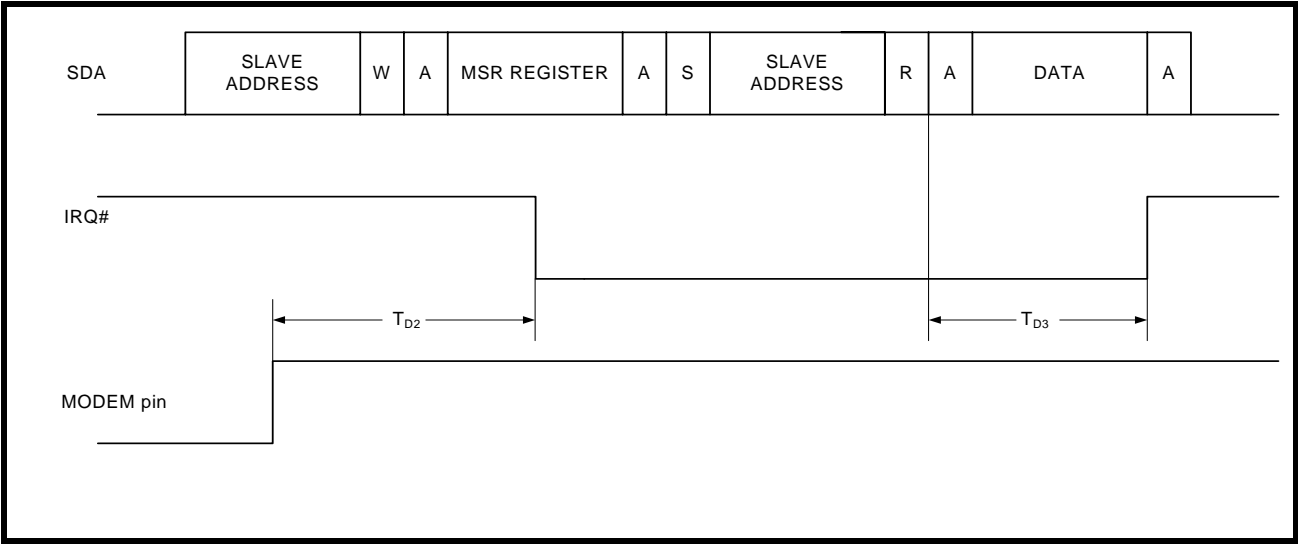 SDA
SLAVE
ADDRESS
W
A
MSR REGISTER
A
S
SLAVE
ADDRESS
R
A
DATA
A
IRQ#
TD2
TD3
MODEM pin